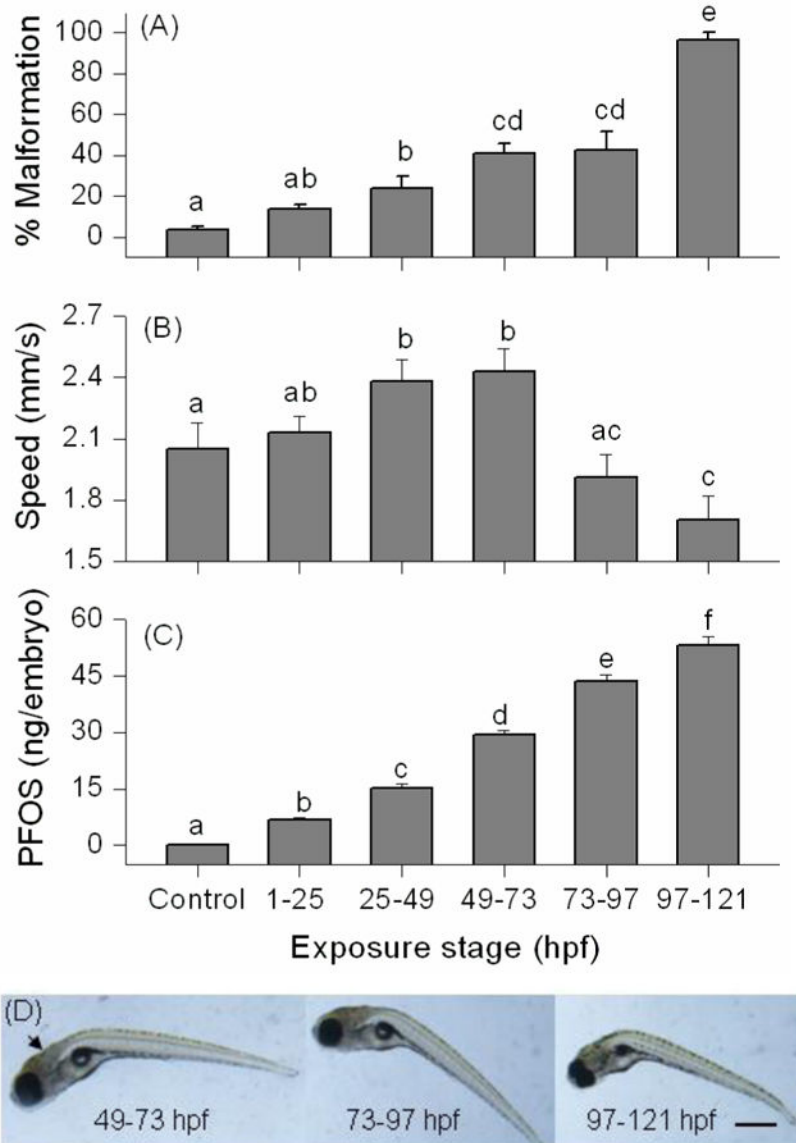 (A)
% Malformation
100
80
60
40
20
0
a
ab
b
cd
cd
e
(B)
Speed (mm/s)
2.7
2.4
2.1
1.8
1.5
a
ab
b
b
ac
c
(C)
PFOS (ng/embryo)
60
45
30
15
0
a
b
c
d
e
f
Control 1-25 25-49 49-73 73-97 97-121
Exposure stage (hpf)
(D)
49-73 hpf 73-97 hpf 97-121 hpf